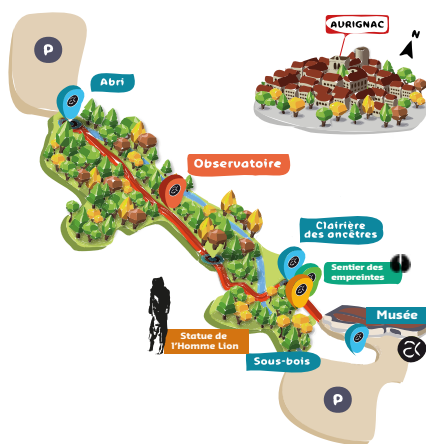 AURIGNAC
N
P
Abri
Observatoire
Clairière
des ancêtres
Sentier des
empreintes
Musée
Statue de
l'Homme Lion
Sous-bois
P